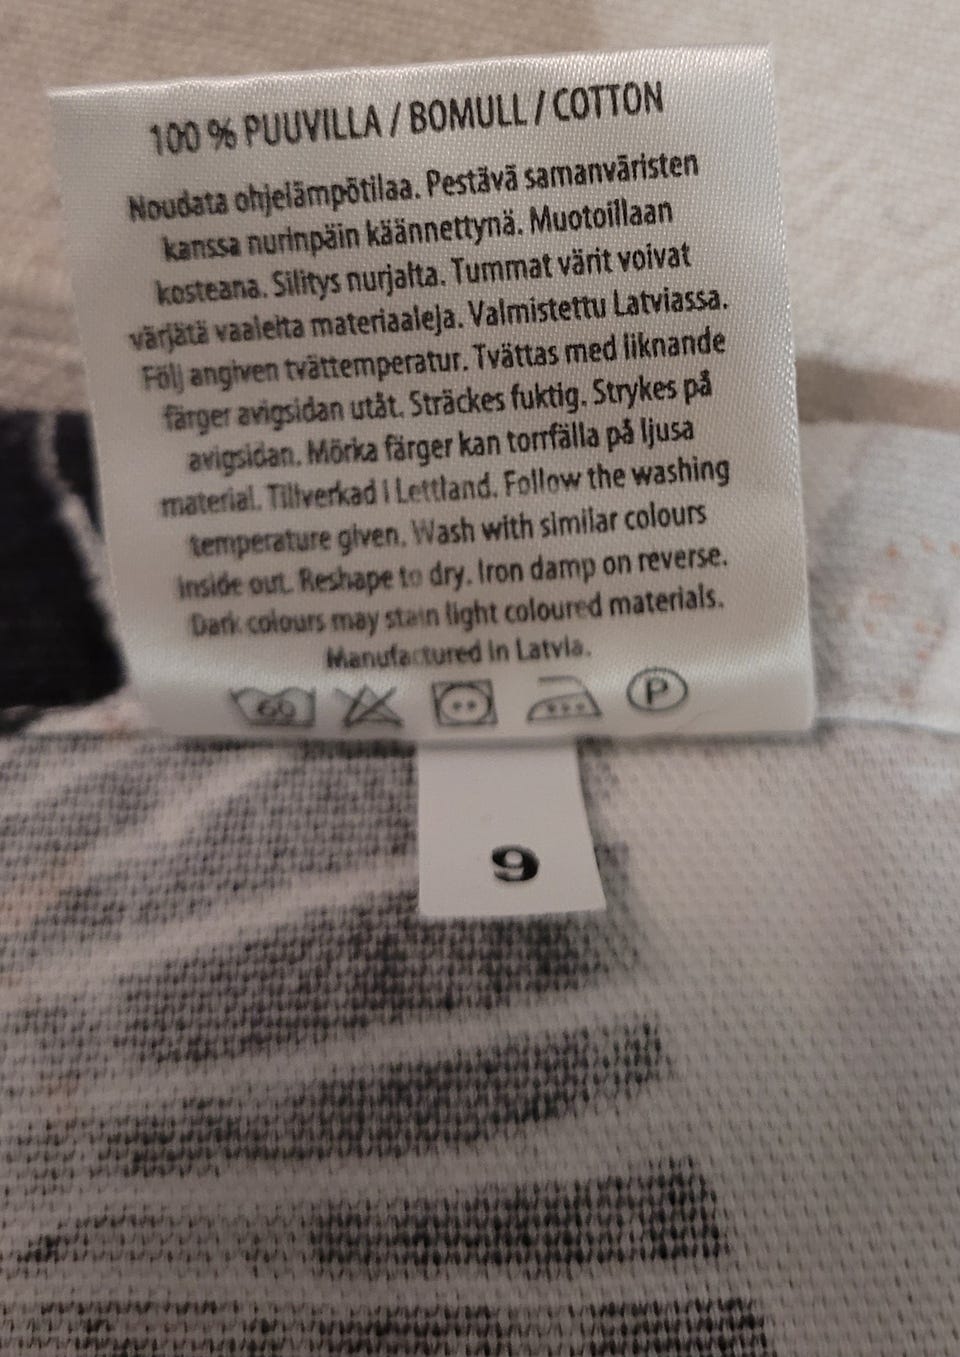 100 % PUUVILLA / BOMULL / COTTON
Noudata ohjelämpötilaa. Pestävä samanväristen
kanssa nurinpäin käännettynä. Muotoillaan
kosteana. Silitys nurjalta. Tummat värit voivat
värjätä vaaleita materiaaleja. Valmistettu Latviassa.
Följ angiven tvättemperatur. Tvättas med liknande
färger avigsidan utåt. Sträckes fuktig. Strykes på
avigsidan. Mörka färger kan torrfälla på ljusa
material. Tillverkad i Lettland. Follow the washing
temperature given. Wash with similar colours
inside out. Reshape to dry. Iron damp on reverse.
Dark colours may stain light coloured materials.
Manufactured in Latvia.
60 P
9